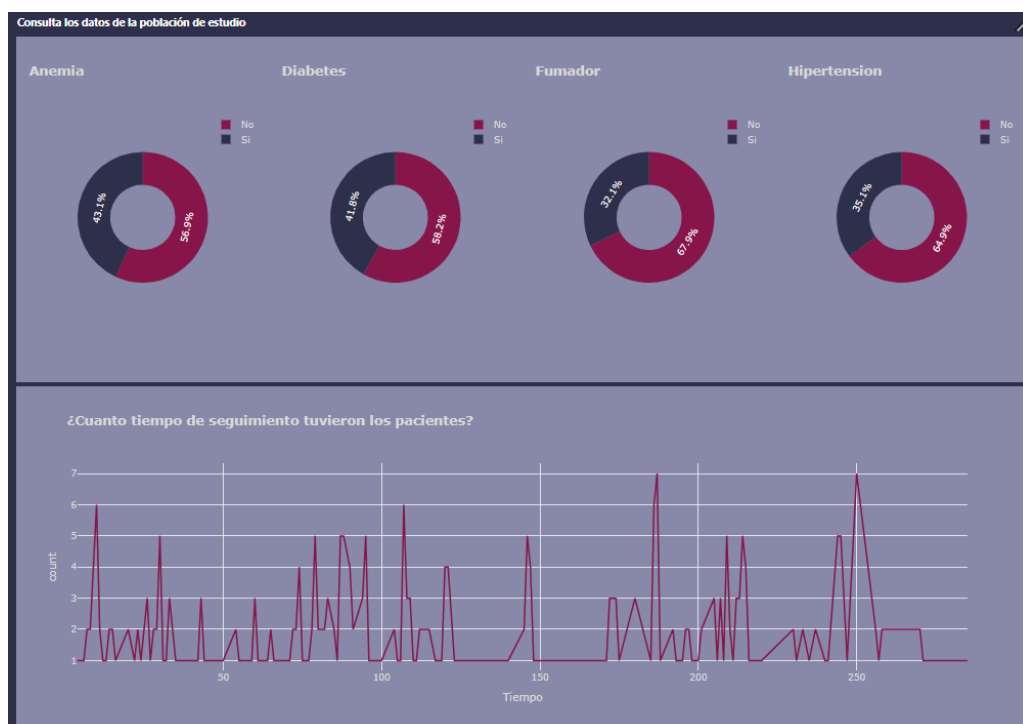 Consulta los datos de la población de estudio
Anemia
Diabetes
Fumador
Hipertension
No
Si
43.1%
56.9%
No
Si
41.8%
58.2%
No
Si
32.1%
67.9%
No
Si
35.1%
64.9%
¿Cuanto tiempo de seguimiento tuvieron los pacientes?
7
6
5
4
3
2
1
count
50
100
150
200
250
Tiempo